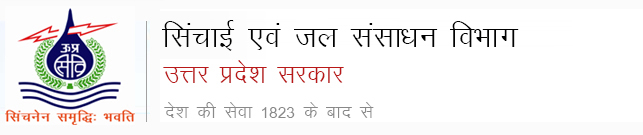 सिंचाई एवं जल संसाधन विभाग
उत्तर प्रदेश सरकार
देश की सेवा 1823 के बाद से
उप्र
सिंवि
सिंचनेन समृद्धिः भवति